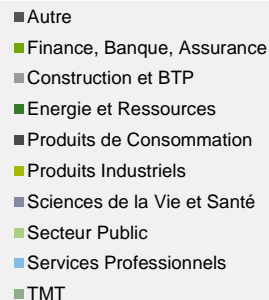 Autre
Finance, Banque, Assurance
Construction et BTP
Energie et Ressources
Produits de Consommation
Produits Industriels
Sciences de la Vie et Santé
Secteur Public
Services Professionnels
TMT